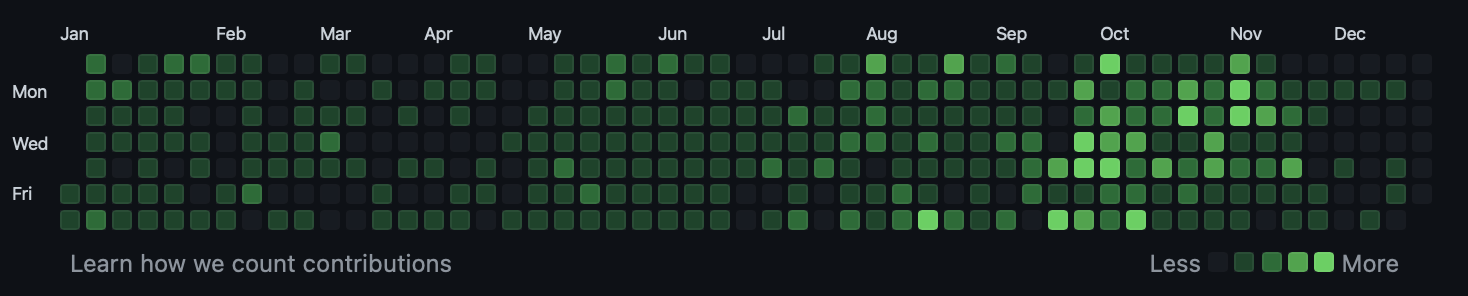 Jan Feb Mar Apr May Jun Jul Aug Sep Oct Nov Dec
Mon
Wed
Fri
Learn how we count contributions Less More